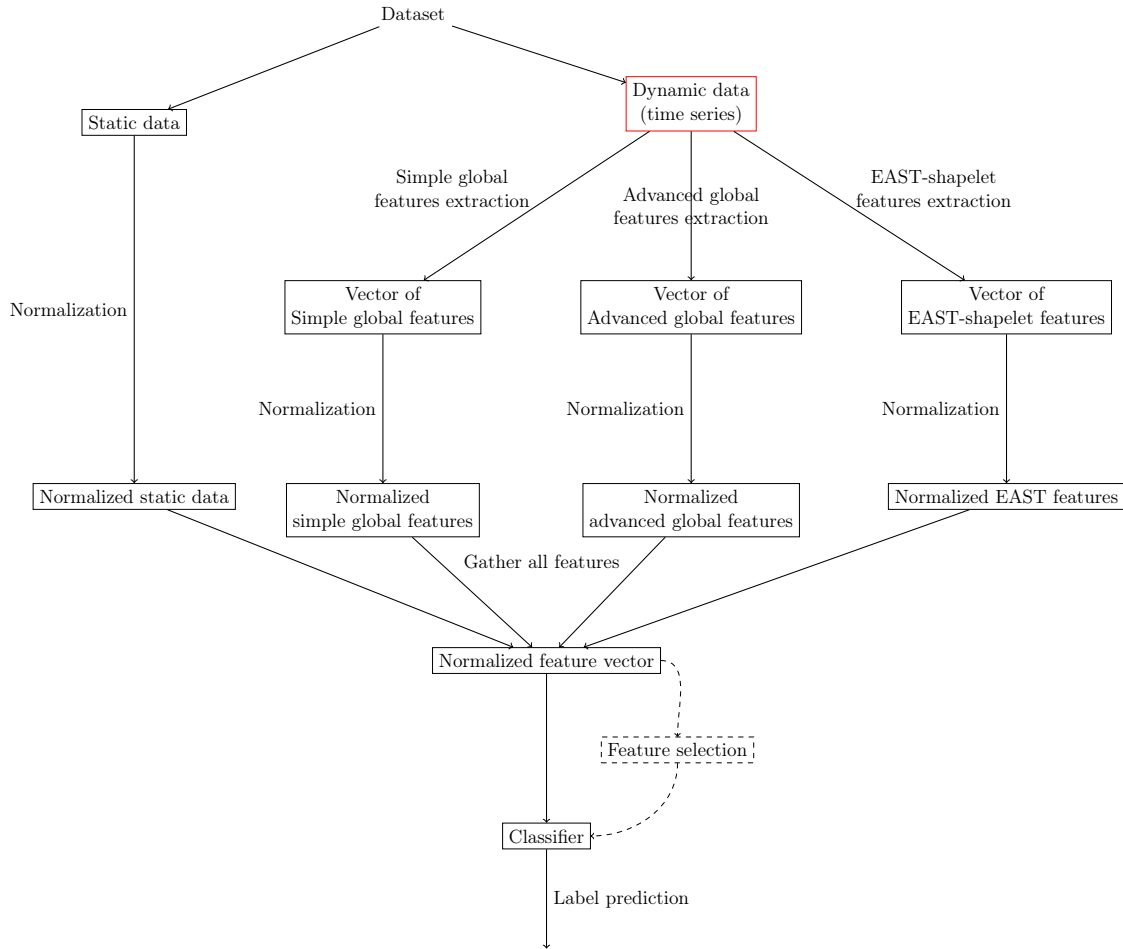 Dataset
Static data
Dynamic data
(time series)
Simple global
features extraction
Advanced global
features extraction
EAST-shapelet
features extraction
Normalization
Vector of
Simple global features
Vector of
Advanced global features
Vector of
EAST-shapelet features
Normalization
Normalization
Normalization
Normalized static data
Normalized
simple global features
Normalized
advanced global features
Normalized EAST features
Gather all features
Normalized feature vector
Feature selection
Classifier
Label prediction